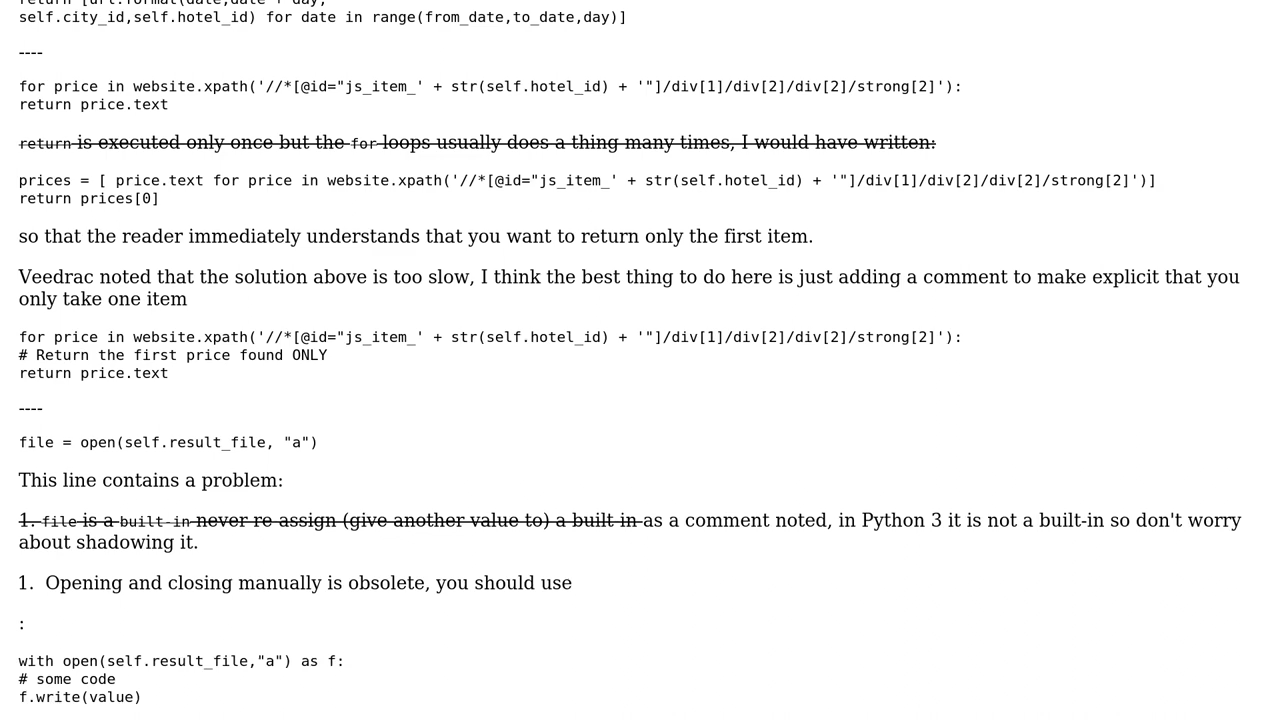 return [url.format(date,date + day,
self.city_id,self.hotel_id) for date in range(from_date,to_date,day)]
----
for price in website.xpath('//*[@id="js_item_' + str(self.hotel_id) + '"]/div[1]/div[2]/div[2]/strong[2]'):
return price.text
return is executed only once but the for loops usually does a thing many times, I would have written:
prices = [ price.text for price in website.xpath('//*[@id="js_item_' + str(self.hotel_id) + '"]/div[1]/div[2]/div[2]/strong[2]')]
return prices[0]
so that the reader immediately understands that you want to return only the first item.
Veedrac noted that the solution above is too slow, I think the best thing to do here is just adding a comment to make explicit that you
only take one item
for price in website.xpath('//*[@id="js_item_' + str(self.hotel_id) + '"]/div[1]/div[2]/div[2]/strong[2]'):
# Return the first price found ONLY
return price.text
----
file = open(self.result_file, "a")
This line contains a problem:
1. file is a built-in never re assign (give another value to) a built in as a comment noted, in Python 3 it is not a built-in so don't worry
about shadowing it.
1. Opening and closing manually is obsolete, you should use
:
with open(self.result_file,"a") as f:
# some code
f.write(value)